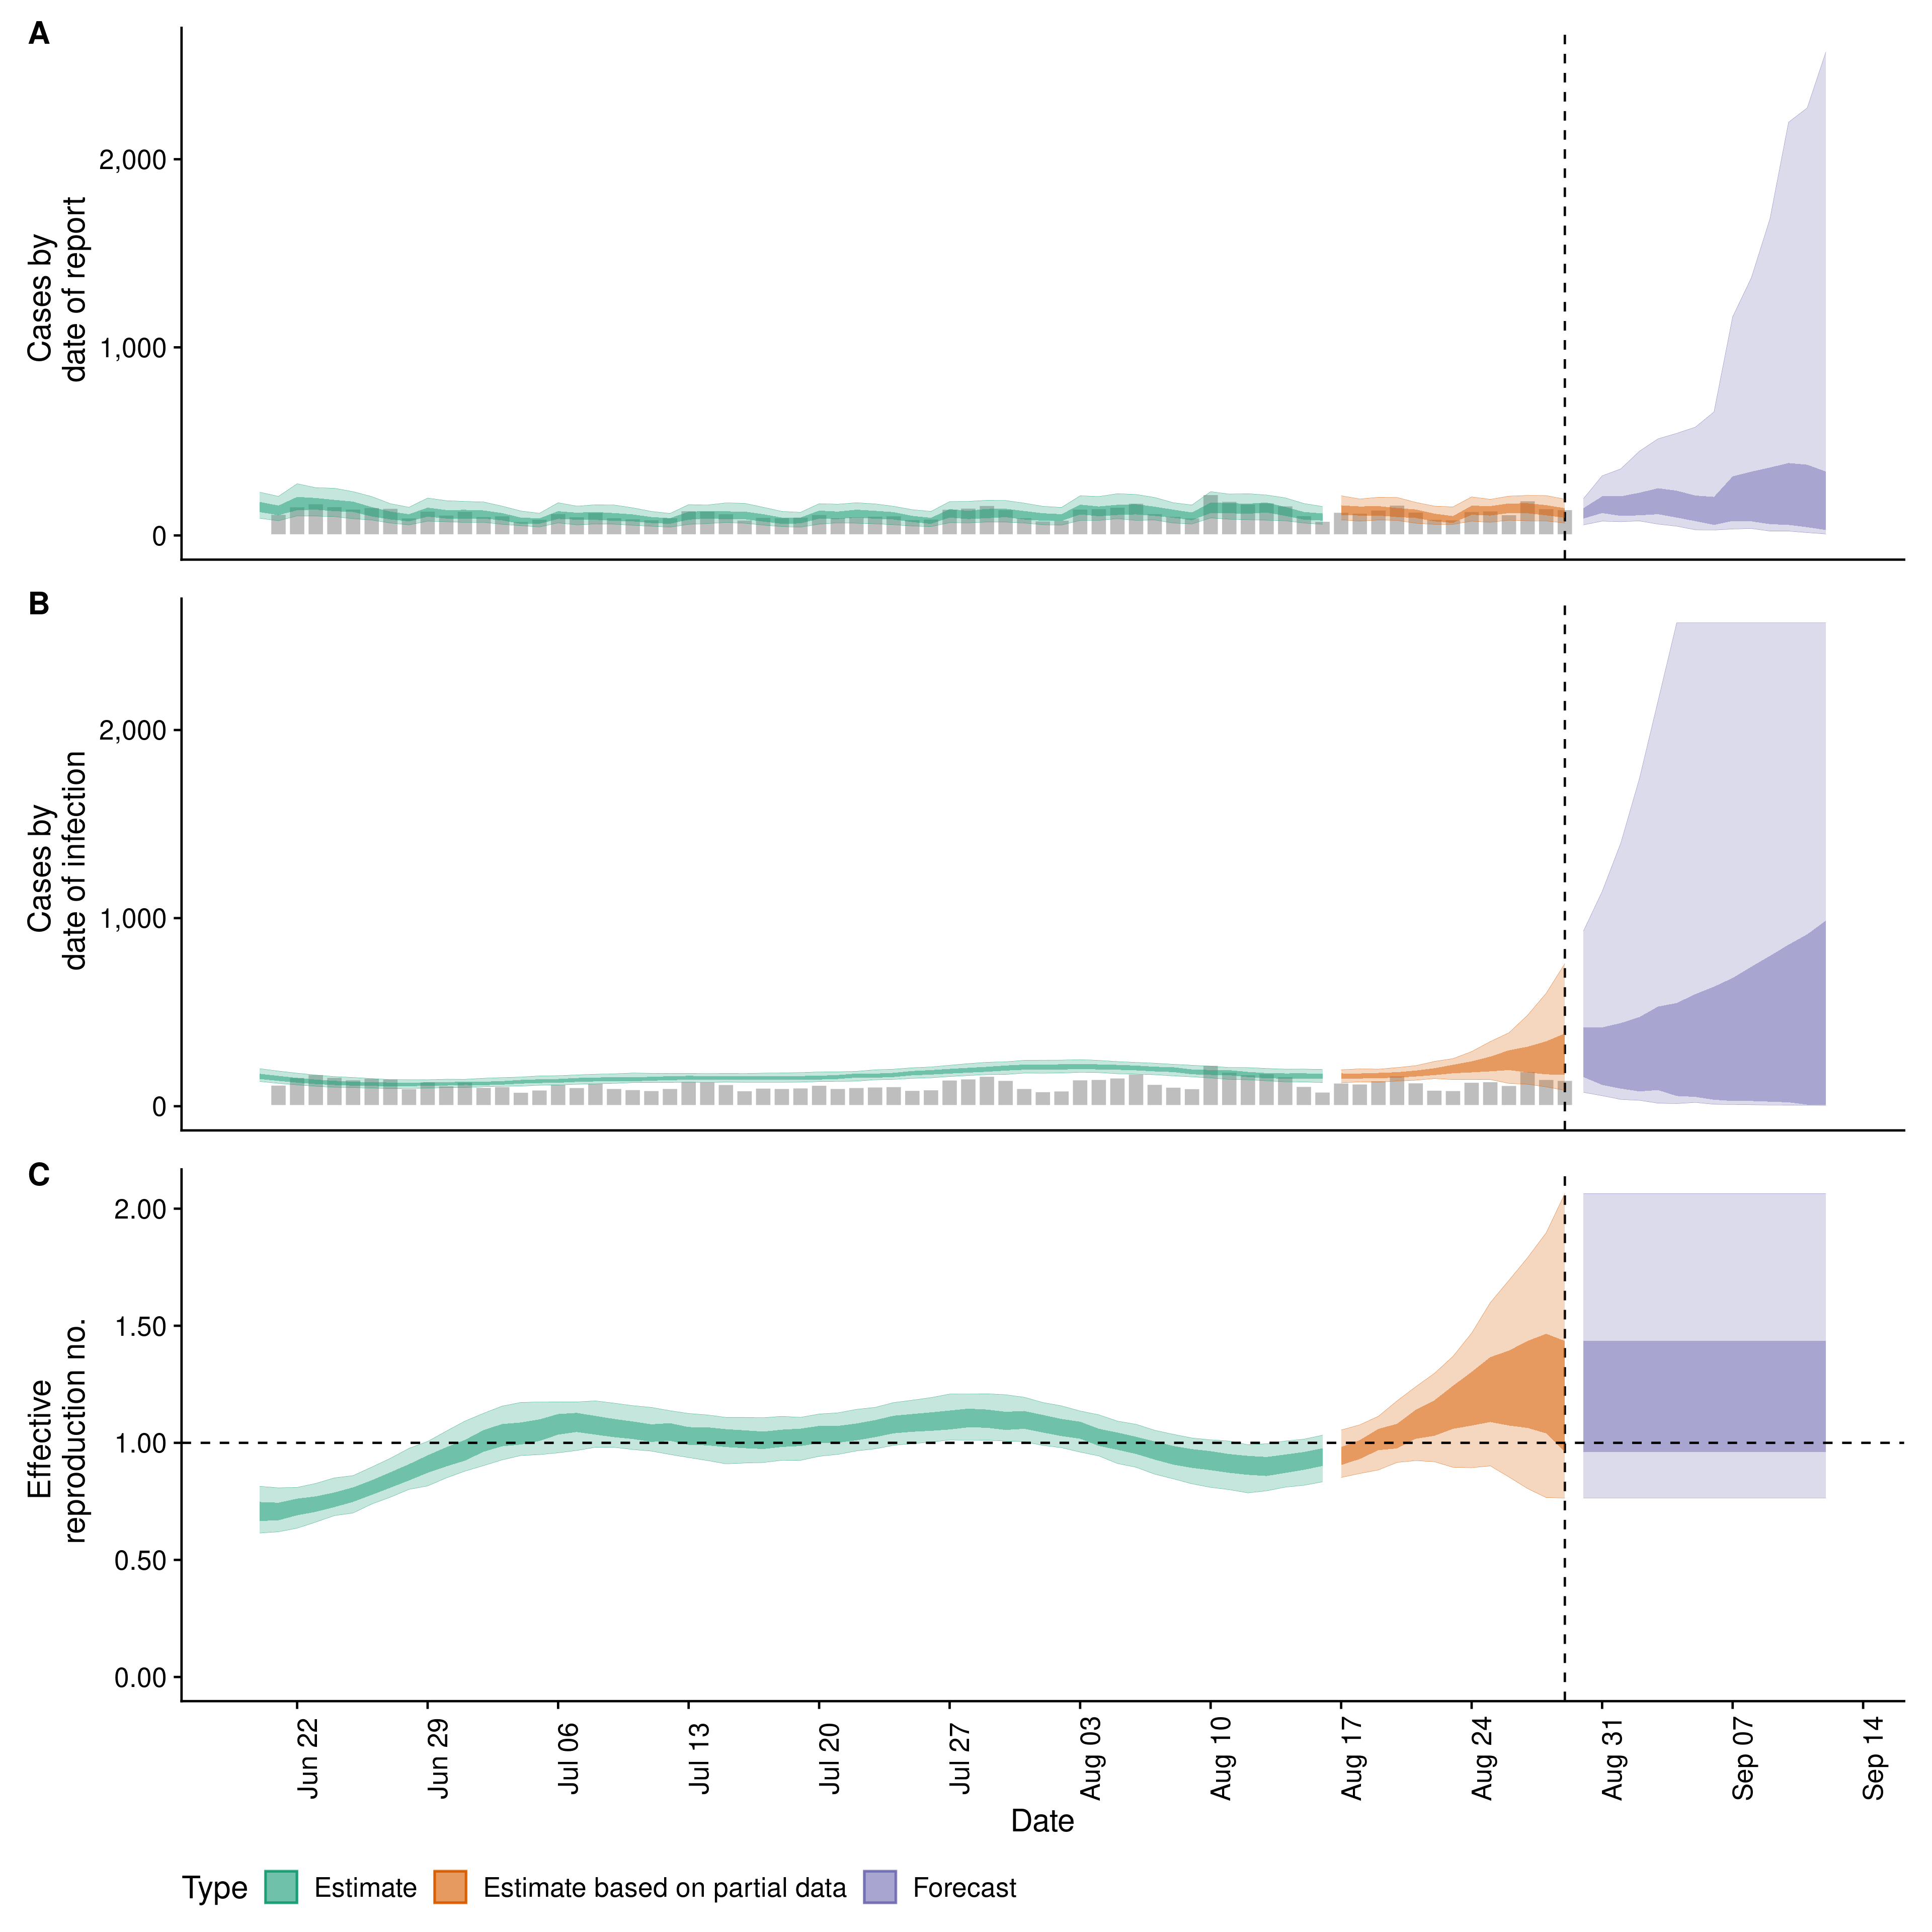 A
Cases by
date of report
2,000
1,000
0
B
Cases by
date of infection
2,000
1,000
0
C
Effective
reproduction no.
2.00
1.50
1.00
0.50
0.00
Jun 22
Jun 29
Jul 06
Jul 13
Jul 20
Jul 27
Aug 03
Aug 10
Aug 17
Aug 24
Aug 31
Sep 07
Sep 14
Date
Type Estimate Estimate based on partial data Forecast